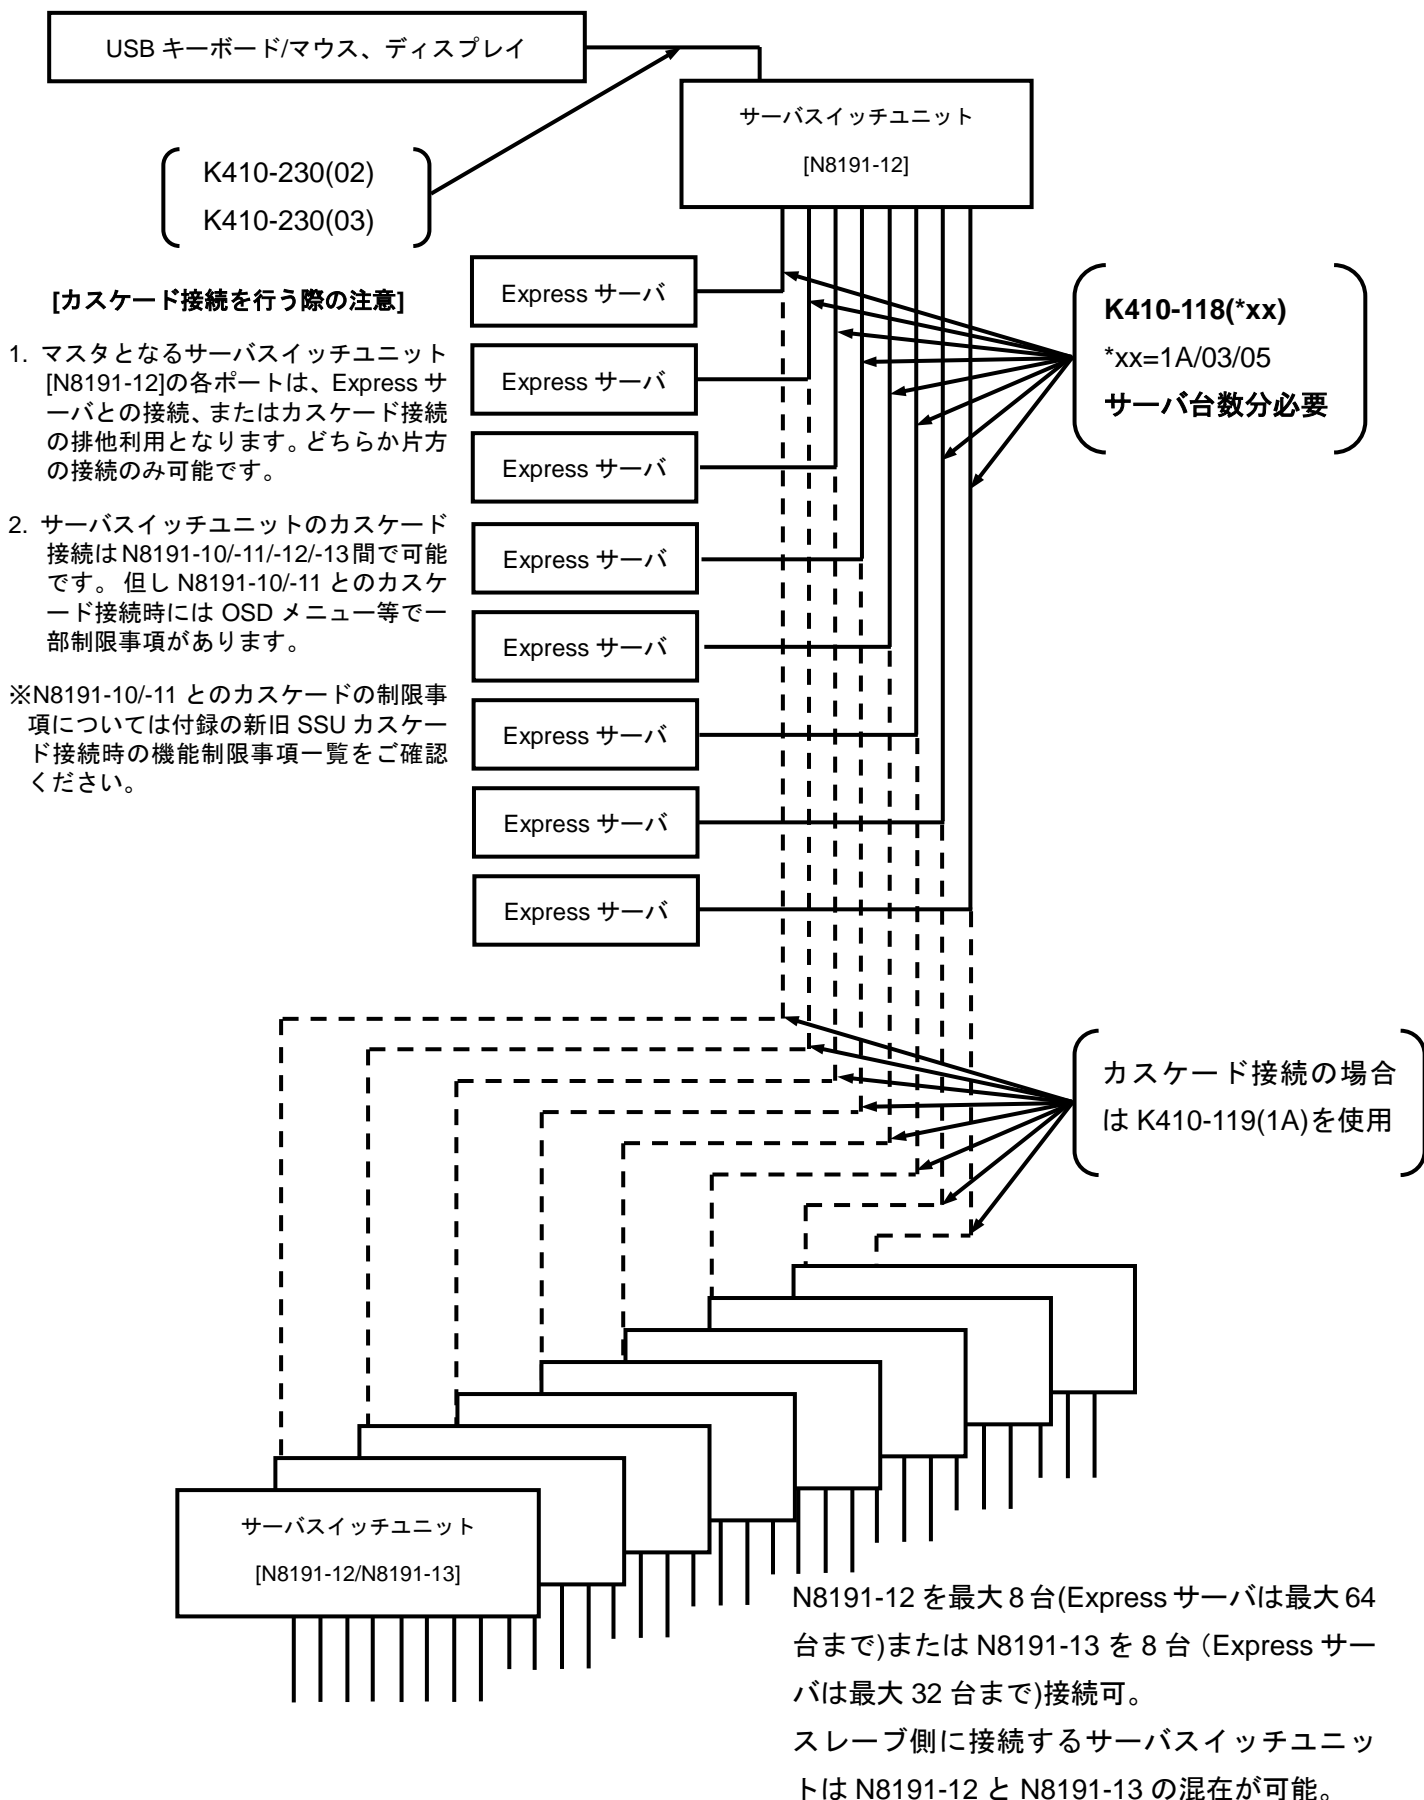 USB キーボード/マウス、ディスプレイ
サーバスイッチユニット
[N8191-12]
K410-230(02)
K410-230(03)
[カスケード接続を行う際の注意]
1. マスタとなるサーバスイッチユニット
[N8191-12]の各ポートは、Express サ
ーバとの接続、またはカスケード接続
の排他利用となります。どちらか片方
の接続のみ可能です。
2. サーバスイッチユニットのカスケード
接続は N8191-10/-11/-12/-13 間で可能
です。 但し N8191-10/-11 とのカスケ
ード接続時には OSD メニュー等で一
部制限事項があります。
※N8191-10/-11 とのカスケードの制限事
項については付録の新旧 SSU カスケー
ド接続時の機能制限事項一覧をご確認
ください。
Express サーバ
Express サーバ
Express サーバ
Express サーバ
Express サーバ
Express サーバ
Express サーバ
Express サーバ
K410-118(*xx)
*xx=1A/03/05
サーバ台数分必要
カスケード接続の場合
は K410-119(1A)を使用
サーバスイッチユニット
[N8191-12/N8191-13]
N8191-12 を最大 8 台(Express サーバは最大 64
台まで)または N8191-13 を 8 台（Express サー
バは最大 32 台まで)接続可。
スレーブ側に接続するサーバスイッチユニッ
トは N8191-12 と N8191-13 の混在が可能。